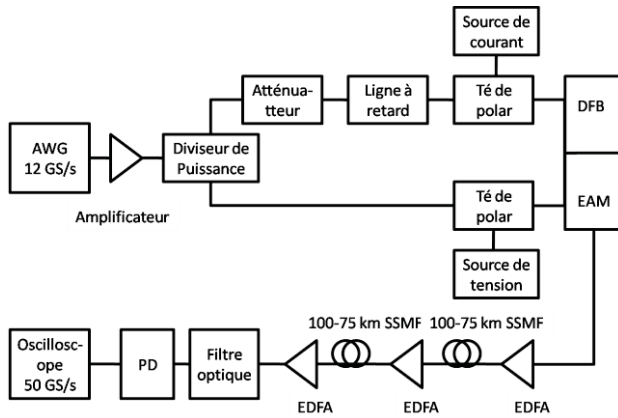 Source de
courant
Atténua-
tteur
Ligne à
retard
Té de
polar
DFB
AWG
12 GS/s
Diviseur de
Puissance
Amplificateur
Té de
polar
EAM
Source de
tension
100-75 km SSMF
100-75 km SSMF
Oscillosc-
ope
50 GS/s
PD
Filtre
optique
EDFA
EDFA
EDFA